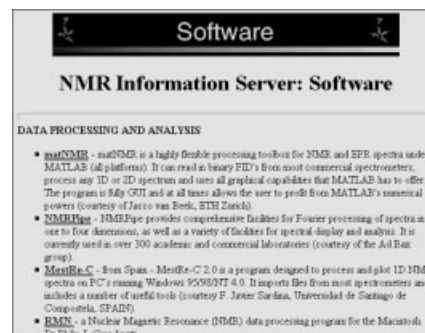 Software
NMR Information Server: Software
DATA PROCESSING AND ANALYSIS
matNMR - matNMR is a highly flexible processing toolbox for NMR and EPR spectra unde
MATLAB (all platforms). It can read in binary FID's from most commercial spectrometers,
process any 1D or 2D spectrum and uses all graphical capabilities that MATLAB has to offer.
The program is fully GUI and at all times allows the user to profit from MATLAB's numerical
powers (courtesy of Jacco van Beek, ETH Zurich).
NMRPipe - NMRPipe provides comprehensive facilities for Fourier processing of spectra in
one to four dimensions, as well as a variety of facilities for spectral display and analysis. It is
currently used in over 300 academic and commercial laboratories (courtesy of the Ad Bax
group).
MestRe-C - from Spain - MestRe-C 2.0 is a program designed to process and plot 1D NM
spectra on PC's running Windows 95/98/NT 4.0. It imports files from most spectrometers an
includes a number of useful tools (courtesy F. Javier Sardina, Universidad de Santiago de
Compostela, SPAIN).
RMN - a Nuclear Magnetic Resonance (NMR) data processing program for the Macintosh